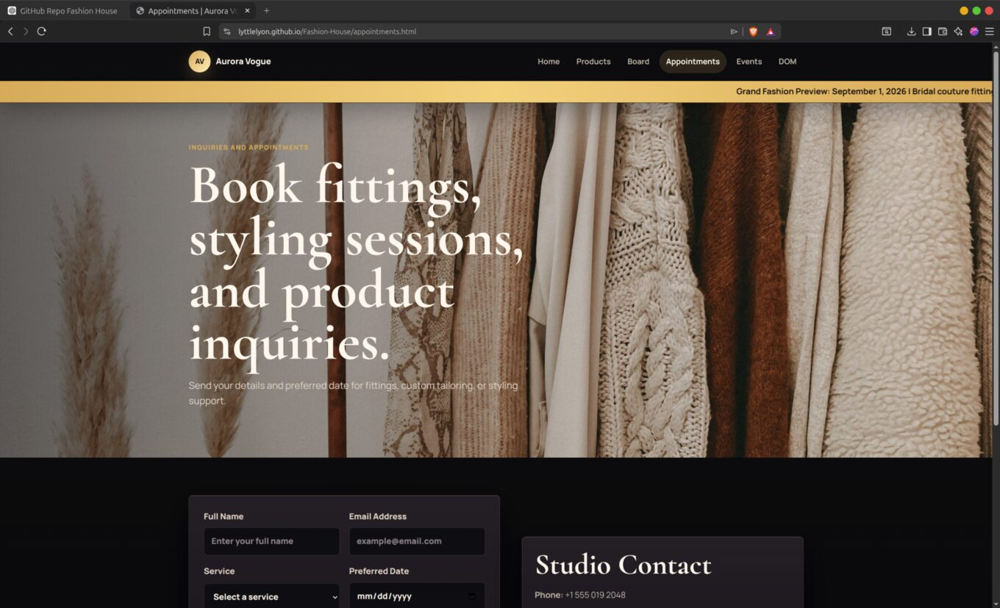 GitHub Repo Fashion House
Appointments | Aurora Vo
lyttlelyon.github.io/Fashion-House/appointments.html
AV
Aurora Vogue
Home
Products
Board
Appointments
Events
DOM
Grand Fashion Preview: September 1, 2026 | Bridal couture fitting
INQUIRIES AND APPOINTMENTS
Book fittings,
styling sessions,
and product
inquiries.
Send your details and preferred date for fittings, custom tailoring, or styling
support.
Full Name
Email Address
Enter your full name
example@email.com
Service
Preferred Date
Select a service
mm/dd/yyyy
Studio Contact
Phone: +1 555 019 2048